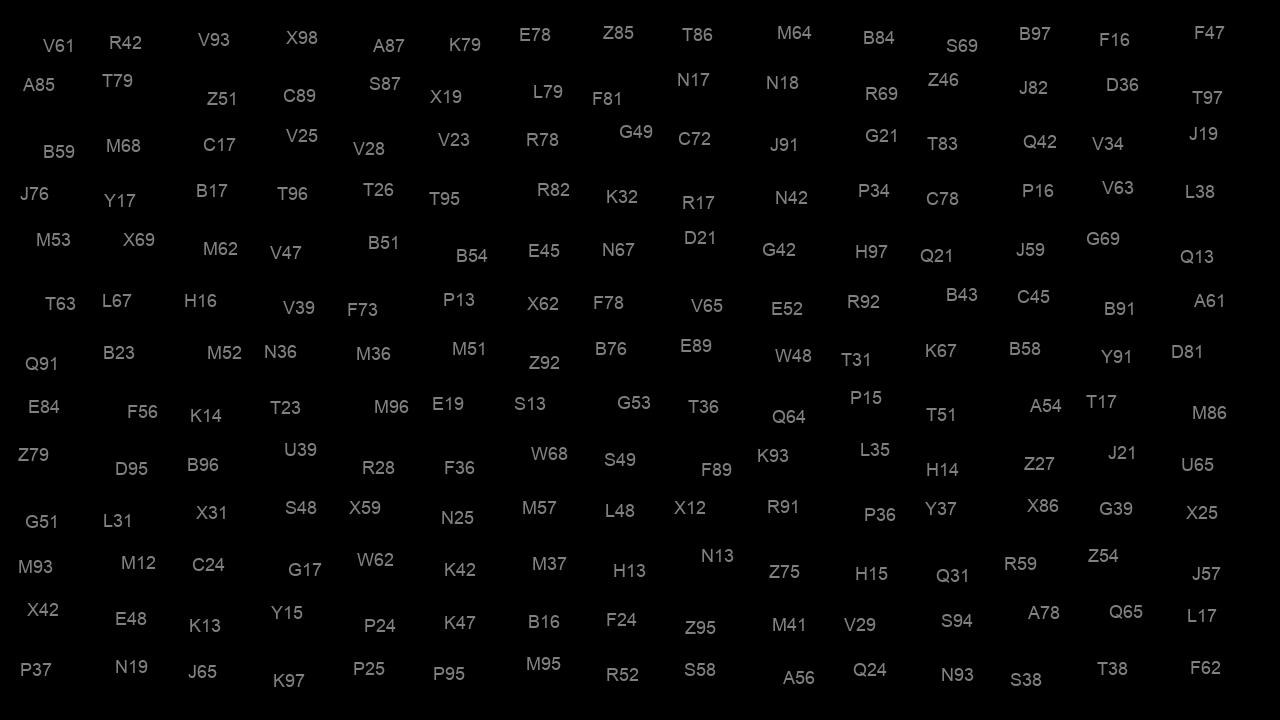 V61 R42 V93 X98 A87 K79 E78 Z85 T86 M64 B84 S69 B97 F16 F47
A85 T79 Z51 C89 S87 X19 L79 F81 N17 N18 R69 Z46 J82 D36 T97
B59 M68 C17 V25 V28 V23 R78 G49 C72 J91 G21 T83 Q42 V34 J19
J76 Y17 B17 T96 T26 T95 R82 K32 R17 N42 P34 C78 P16 V63 L38
M53 X69 M62 V47 B51 B54 E45 N67 D21 G42 H97 Q21 J59 G69 Q13
T63 L67 H16 V39 F73 P13 X62 F78 V65 E52 R92 B43 C45 B91 A61
Q91 B23 M52 N36 M36 M51 Z92 B76 E89 W48 T31 K67 B58 Y91 D81
E84 F56 K14 T23 M96 E19 S13 G53 T36 Q64 P15 T51 A54 T17 M86
Z79 D95 B96 U39 R28 F36 W68 S49 F89 K93 L35 H14 Z27 J21 U65
G51 L31 X31 S48 X59 N25 M57 L48 X12 R91 P36 Y37 X86 G39 X25
M93 M12 C24 G17 W62 K42 M37 H13 N13 Z75 H15 Q31 R59 Z54 J57
X42 E48 K13 Y15 P24 K47 B16 F24 Z95 M41 V29 S94 A78 Q65 L17
P37 N19 J65 K97 P25 P95 M95 R52 S58 A56 Q24 N93 S38 T38 F62